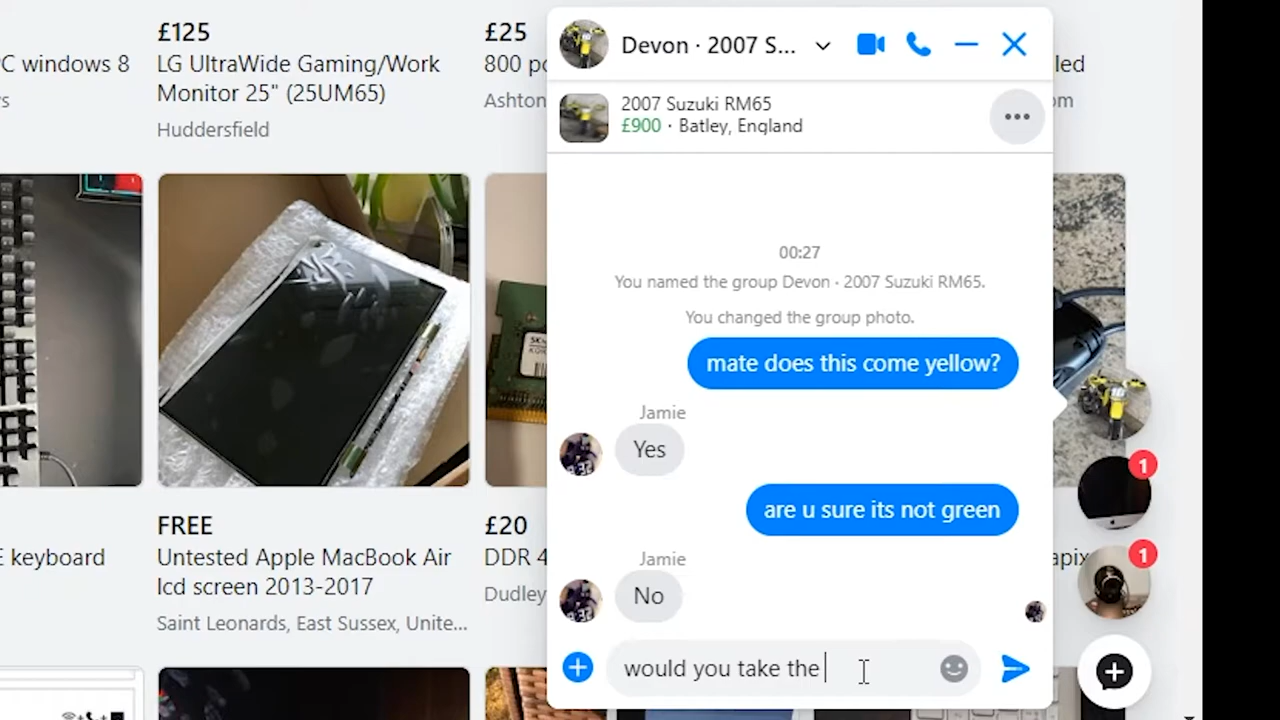 £125
£25
C windows 8
LG UltraWide Gaming/Work
Monitor 25" (25UM65)
Huddersfield
800
Ashton
led
Devon · 2007 S...
2007 Suzuki RM65
£900 · Batley, England
00:27
You named the group Devon · 2007 Suzuki RM65.
You changed the group photo.
mate does this come yellow?
Jamie
Yes
are u sure its not green
Jamie
No
would you take the
1
1
FREE
£20
E keyboard
Untested Apple MacBook Air
lcd screen 2013-2017
Saint Leonards, East Sussex, Unite...
DDR 4
Dudley